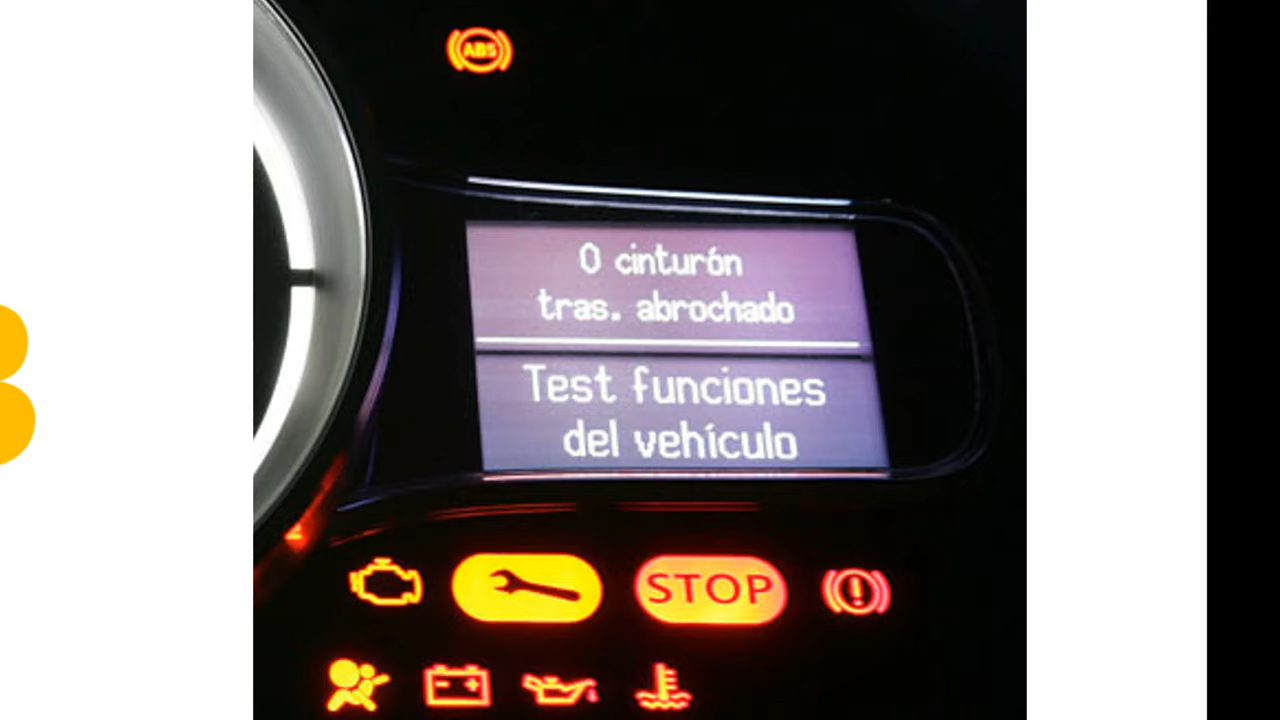 ABS
0 cinturón
tras. abrochado
Test funciones
del vehículo
STOP